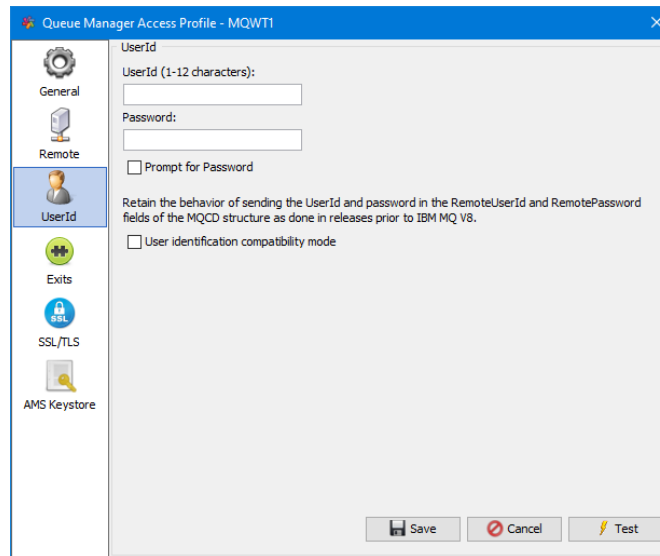 Queue Manager Access Profile - MQWT1
General
Remote
UserId
Exits
SSL
SSL/TLS
AMS Keystore
UserId
UserId (1-12 characters):
Password:
Prompt for Password
Retain the behavior of sending the UserId and password in the RemoteUserId and RemotePassword
fields of the MQCD structure as done in releases prior to IBM MQ V8.
User identification compatibility mode
Save
Cancel
Test